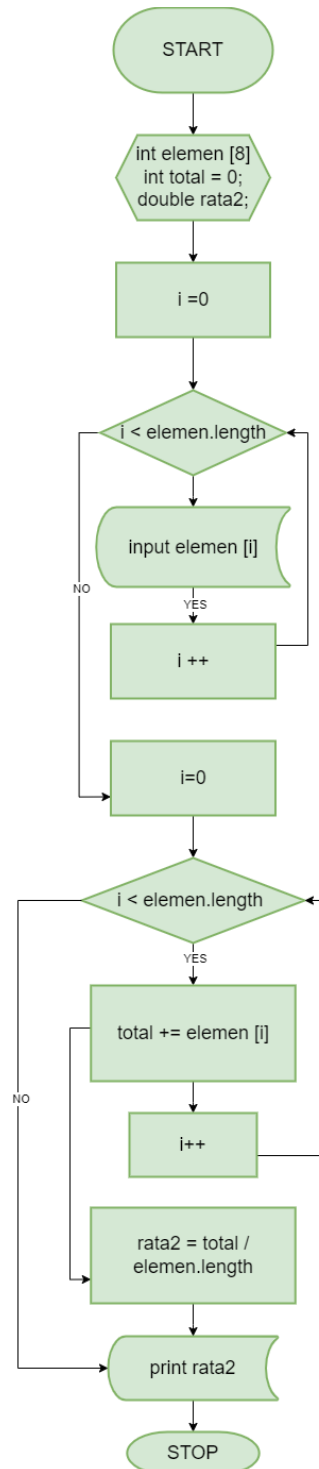 START
int elemen [8]
int total = 0;
double rata2;
i =0
i < elemen.length
input elemen [i]
NO
YES
i ++
i=0
i < elemen.length
YES
total += elemen [i]
NO
i++
rata2 = total /
elemen.length
print rata2
STOP